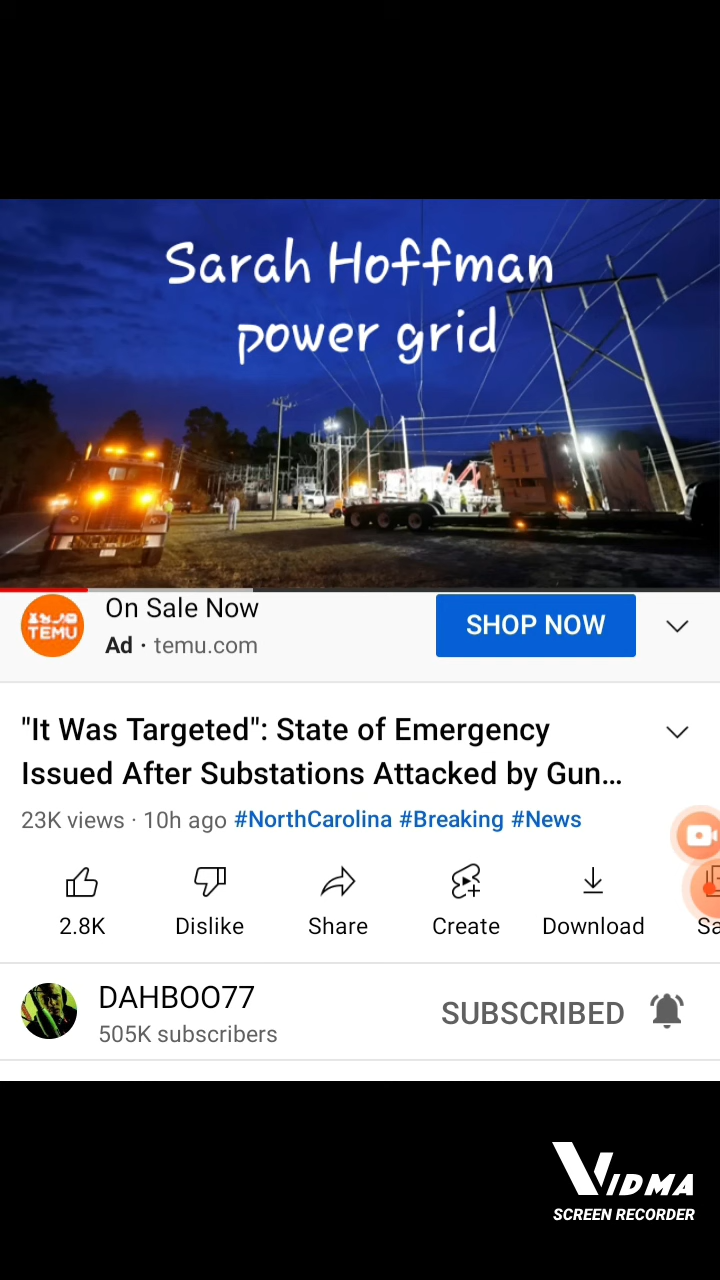 Sarah Hoffman
power grid
TEMU
On Sale Now
Ad · temu.com
SHOP NOW
"It Was Targeted": State of Emergency
Issued After Substations Attacked by Gun...
23K views · 10h ago #NorthCarolina #Breaking #News
2.8K
Dislike
Share
Create
Download
Sa
DAHBOO77
505K subscribers
SUBSCRIBED
VIDMA
SCREEN RECORDER